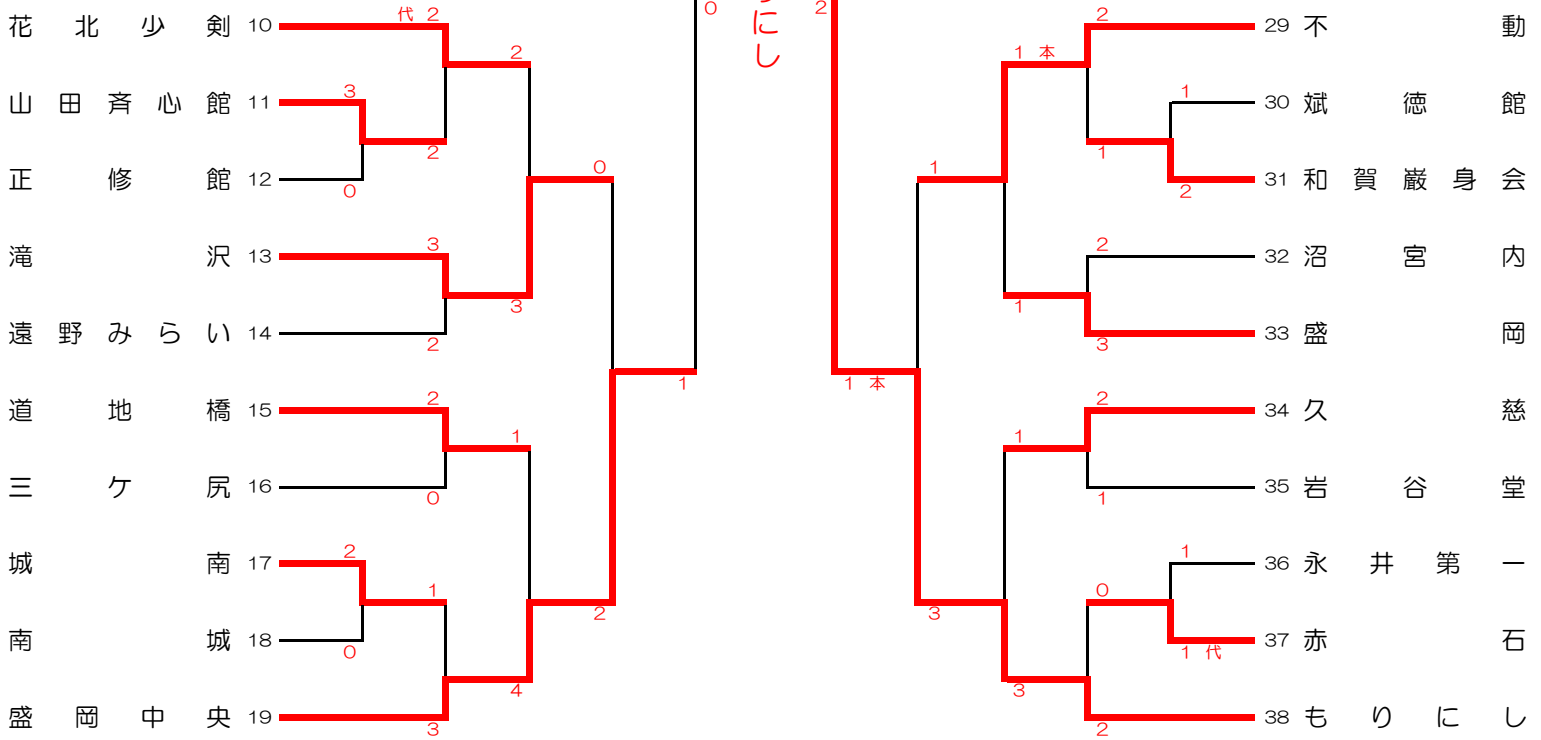 花北少剣 10
代 2
山田斉心館 11
3
2
正修館 12
0
2
滝沢 13
3
0
遠野みらい 14
2
3
道地橋 15
2
1
三ケ尻 16
0
城南 17
2
1
南城 18
0
2
盛岡中央 19
3
4
1
0
にし
2
29 不動
2
1 本
30 斌徳館
1
1
31 和賀巌身会
2
1
32 沼宮内
2
1
33 盛岡
3
1 本
34 久慈
2
1
35 岩谷堂
1
36 永井第一
1
0
37 赤石
1 代
3
38 もりにし
2
3